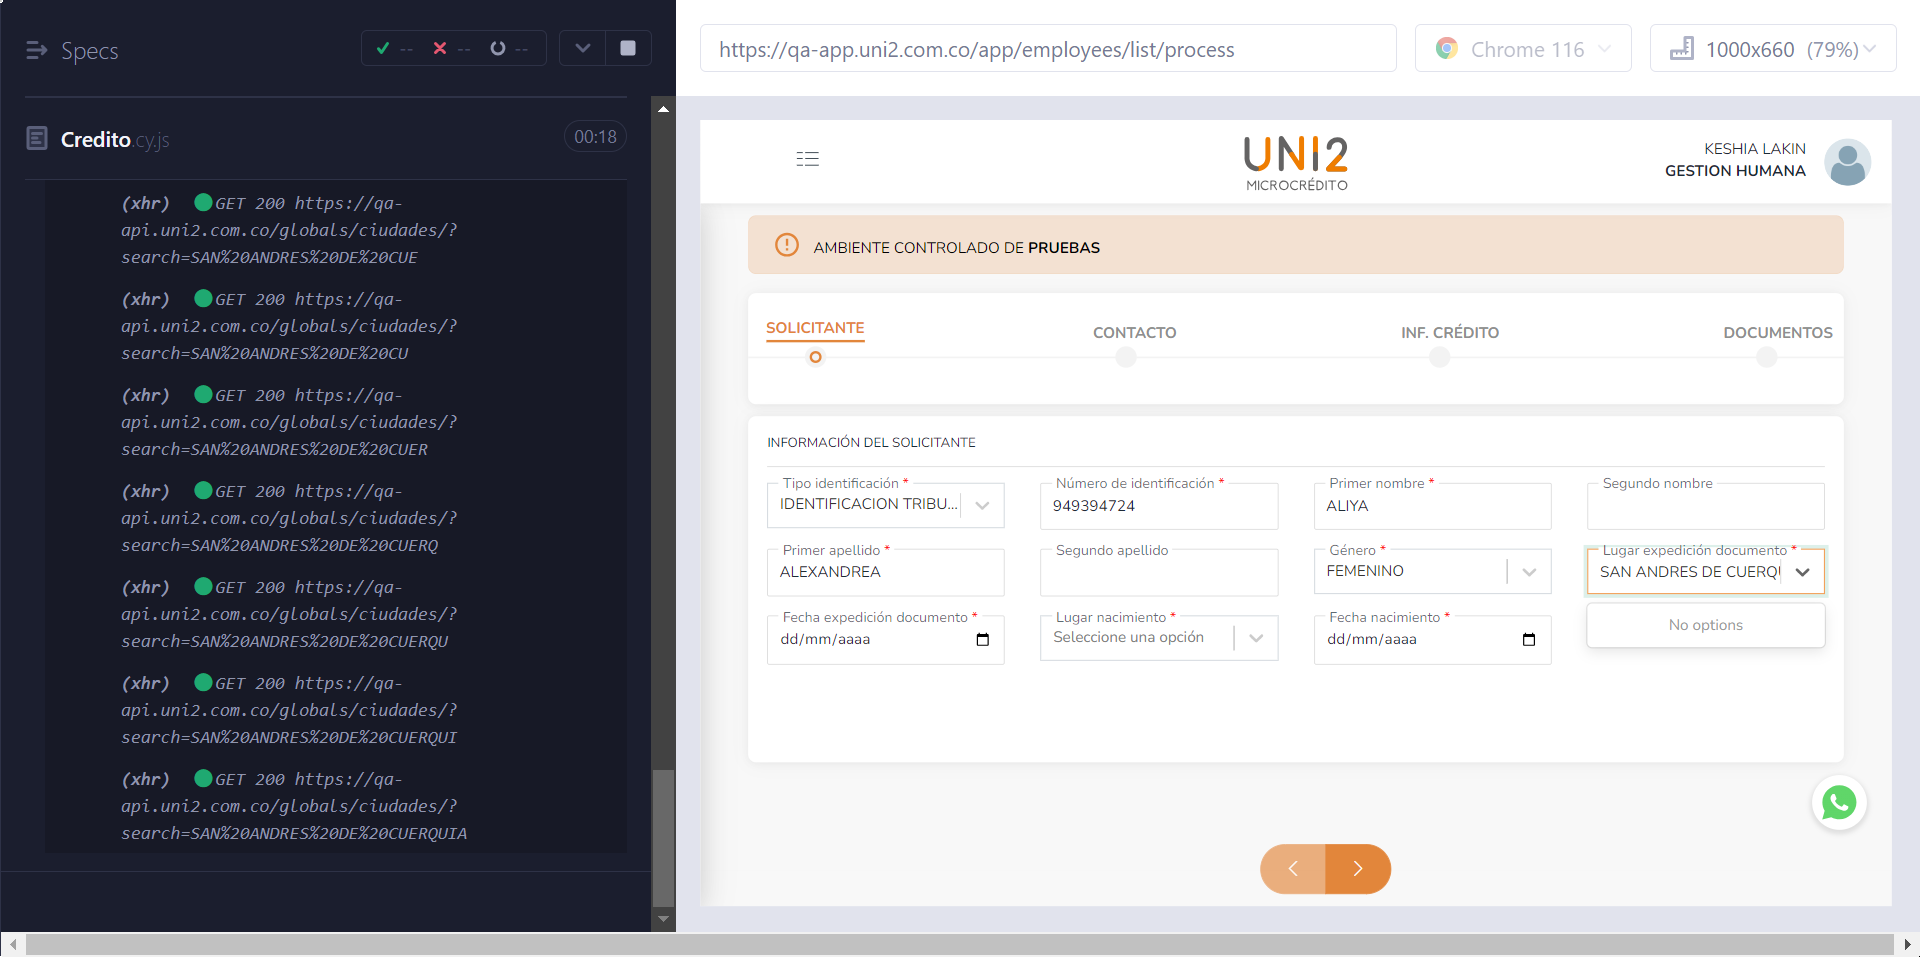 Specs
-- -- --
Credito.cy.js
00:18
(xhr) GET 200 https://qa-
api.uni2.com.co/globals/ciudades/?
search=SAN%20ANDRES%20DE%20CUE
(xhr) GET 200 https://qa-
api.uni2.com.co/globals/ciudades/?
search=SAN%20ANDRES%20DE%20CU
(xhr) GET 200 https://qa-
api.uni2.com.co/globals/ciudades/?
search=SAN%20ANDRES%20DE%20CUER
(xhr) GET 200 https://qa-
api.uni2.com.co/globals/ciudades/?
search=SAN%20ANDRES%20DE%20CUERQ
(xhr) GET 200 https://qa-
api.uni2.com.co/globals/ciudades/?
search=SAN%20ANDRES%20DE%20CUERQU
(xhr) GET 200 https://qa-
api.uni2.com.co/globals/ciudades/?
search=SAN%20ANDRES%20DE%20CUERQUI
(xhr) GET 200 https://qa-
api.uni2.com.co/globals/ciudades/?
search=SAN%20ANDRES%20DE%20CUERQUIA
https://qa-app.uni2.com.co/app/employees/list/process
Chrome 116
1000x660 (79%)
UNI2
MICROCRÉDITO
KESHIA LAKIN
GESTION HUMANA
AMBIENTE CONTROLADO DE PRUEBAS
SOLICITANTE
CONTACTO
INF. CRÉDITO
DOCUMENTOS
INFORMACIÓN DEL SOLICITANTE
Tipo identificación *
IDENTIFICACION TRIBU...
Número de identificación *
949394724
Primer nombre *
ALIYA
Segundo nombre
Primer apellido *
ALEXANDREA
Segundo apellido
Género *
FEMENINO
Lugar expedición documento *
SAN ANDRES DE CUERQU
Fecha expedición documento *
dd/mm/aaaa
Lugar nacimiento *
Seleccione una opción
Fecha nacimiento *
dd/mm/aaaa
No options